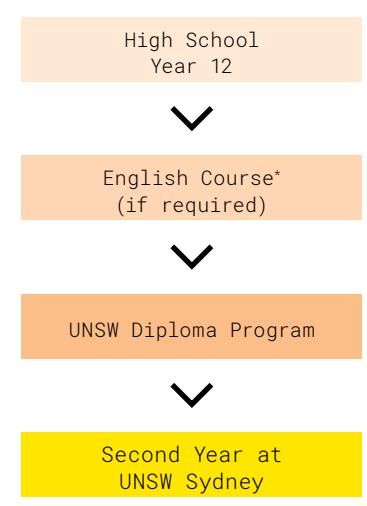 High School
Year 12
English Course*
(if required)
UNSW Diploma Program
Second Year at
UNSW Sydney